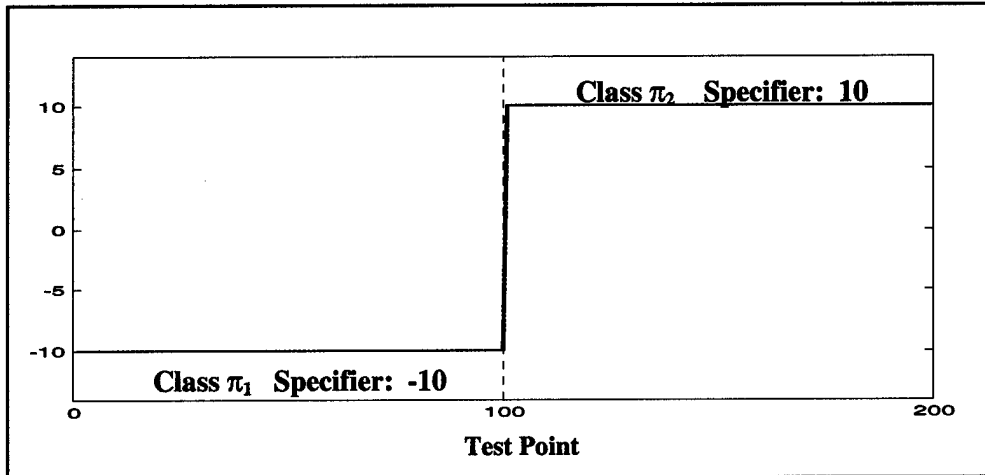 Class π₂ Specifier: 10
10
5
0
-5
-10
Class π₁ Specifier: -10
0 100 200
Test Point